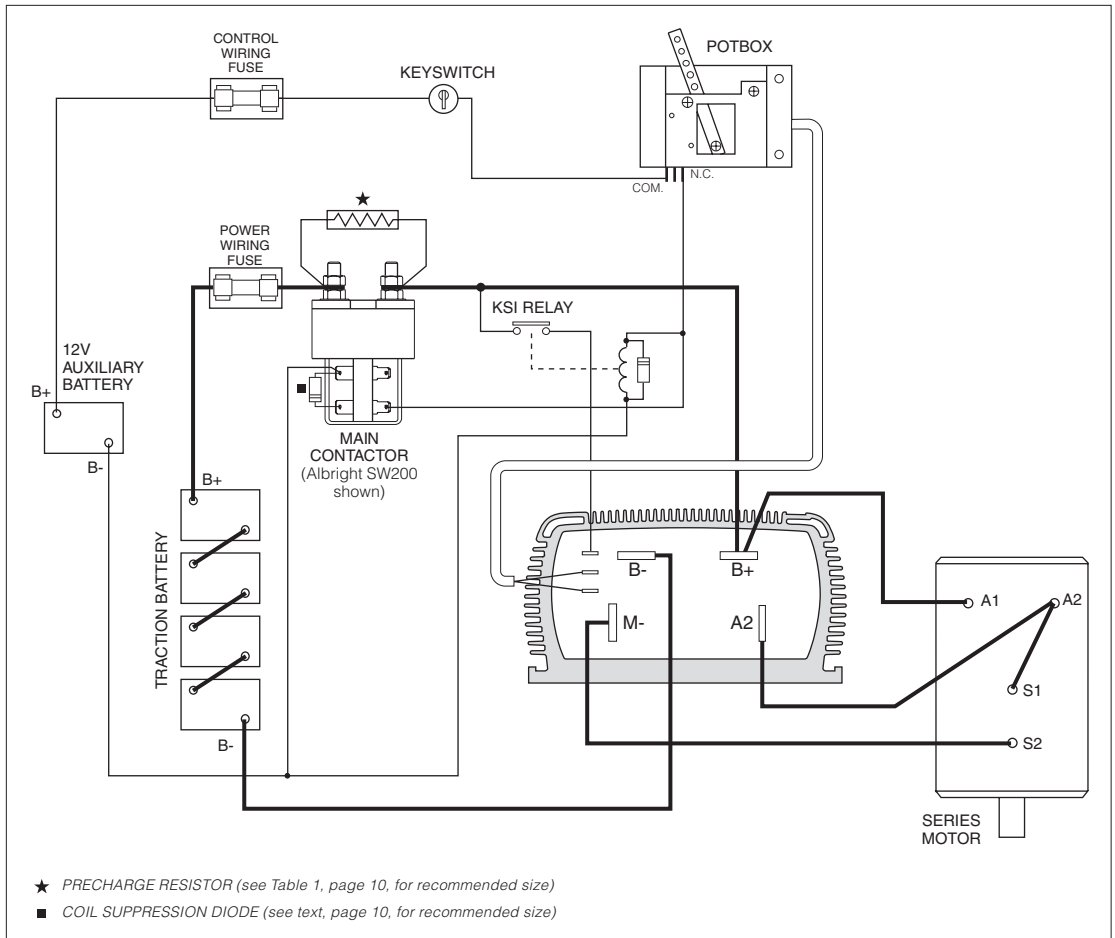 CONTROL
WIRING
FUSE
KEYSWITCH
POTBOX
COM.
N.C.
★
POWER
WIRING
FUSE
KSI RELAY
12V
AUXILIARY
BATTERY
B+
B-
■
MAIN
CONTACTOR
(Albright SW200
shown)
B+
TRACTION BATTERY
B-
B-
B+
M-
A2
A1
A2
S1
S2
SERIES
MOTOR
★ PRECHARGE RESISTOR (see Table 1, page 10, for recommended size)
■ COIL SUPPRESSION DIODE (see text, page 10, for recommended size)